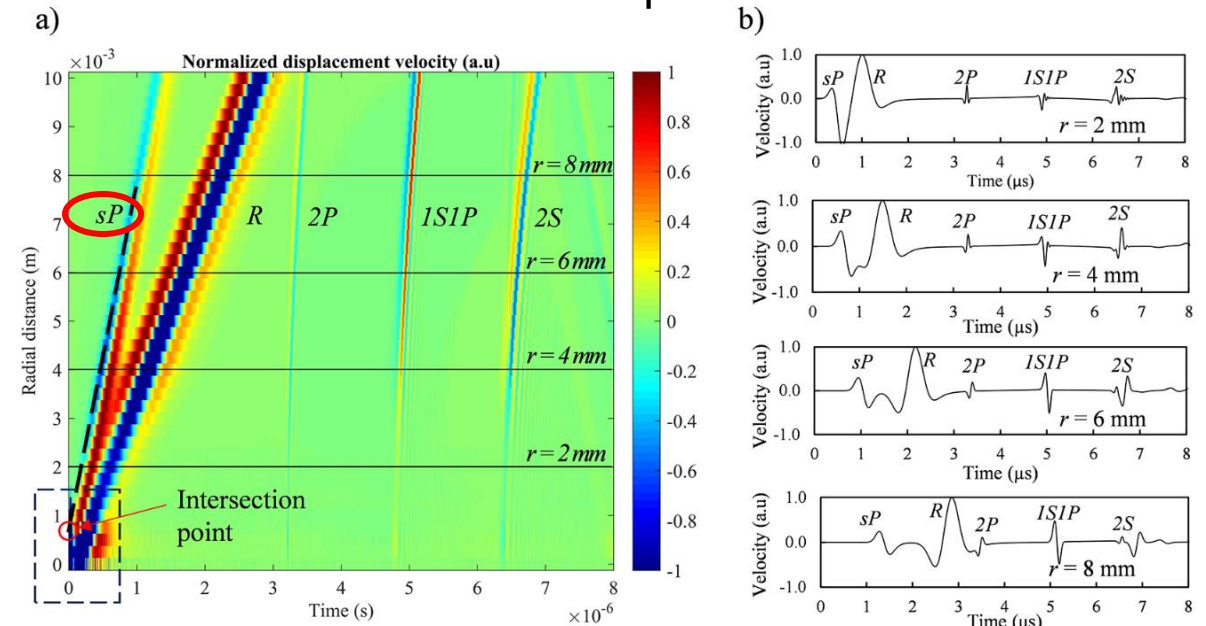 a)
×10⁻³
Normalized displacement velocity (a.u)
10
9
8
7
6
5
4
3
2
1
0
Radial distance (m)
r=8mm
sP
R
2P
1S1P
2S
r=6mm
r=4mm
r=2mm
Intersection
point
0 1 2 3 4 5 6 7 8
Time (s)
×10⁻⁶
1
0.8
0.6
0.4
0.2
0
-0.2
-0.4
-0.6
-0.8
-1
b)
Velocity (a.u)
1.0
0.0
-1.0
sP R 2P 1S1P 2S
r = 2 mm
0 1 2 3 4 5 6 7 8
Time (μs)
Velocity (a.u)
1.0
0.0
-1.0
sP R 2P 1S1P 2S
r = 4 mm
0 1 2 3 4 5 6 7 8
Time (μs)
Velocity (a.u)
1.0
0.0
-1.0
sP R 2P 1S1P 2S
r = 6 mm
0 1 2 3 4 5 6 7 8
Time (μs)
Velocity (a.u)
1.0
0.0
-1.0
sP R 2P 1S1P 2S
r = 8 mm
0 1 2 3 4 5 6 7 8
Time (μs)